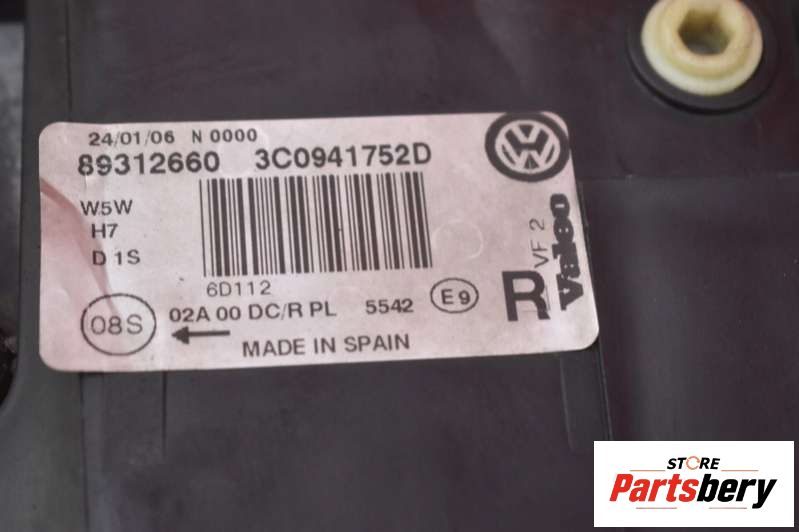 24/01/06 N 0000
89312660 3C0941752D
W5W
H7
D1S
6D112
R
VF 2
Valeo
08S
02A 00 DC/R PL 5542 E9
MADE IN SPAIN
STORE
Partsbery